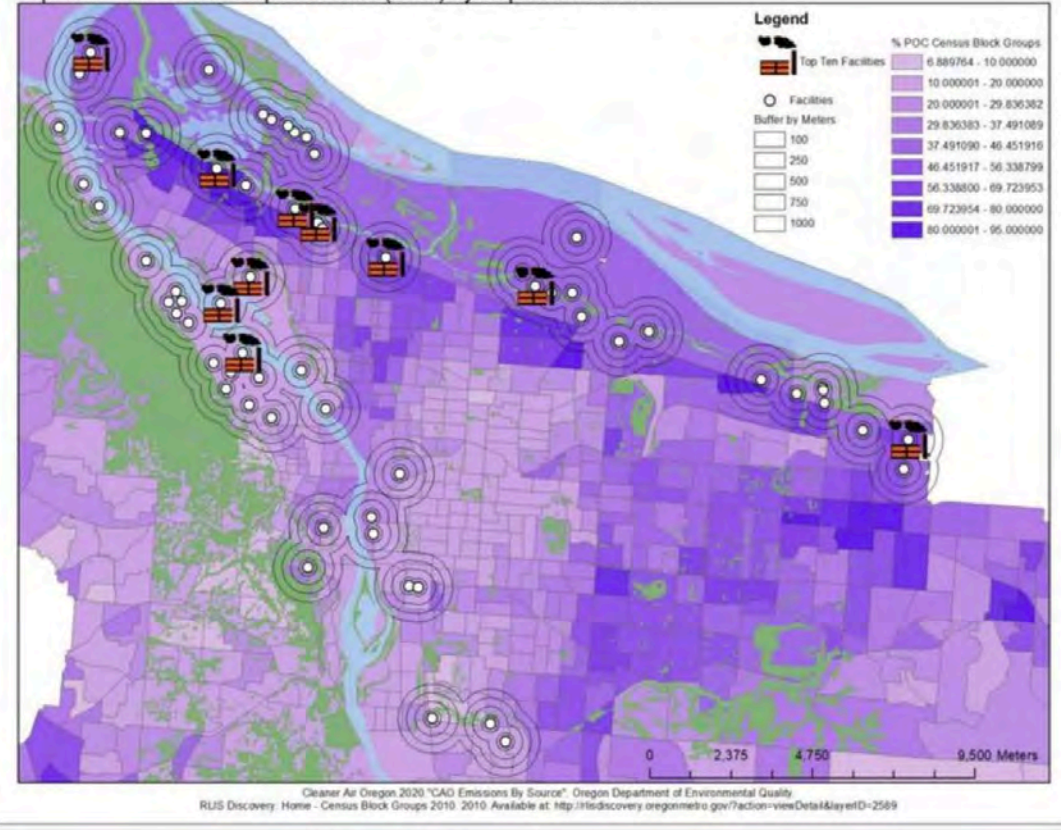 Legend
Top Ten Facilities
Facilities
Buffer by Meters
100
250
500
750
1000
% POC Census Block Groups
6.889764 - 10.000000
10.000001 - 20.000000
20.000001 - 29.836382
29.836383 - 37.491089
37.491090 - 46.451916
46.451917 - 56.338799
56.338800 - 69.723953
69.723954 - 80.000000
80.000001 - 95.000000
0 2,375 4,750 9,500 Meters
Cleaner Air Oregon 2020 "CAO Emissions By Source". Oregon Department of Environmental Quality.
RLIS Discovery: Home - Census Block Groups 2010. 2010. Available at: http://rlisdiscovery.oregonmetro.gov/?action=viewDetail&layerID=2589